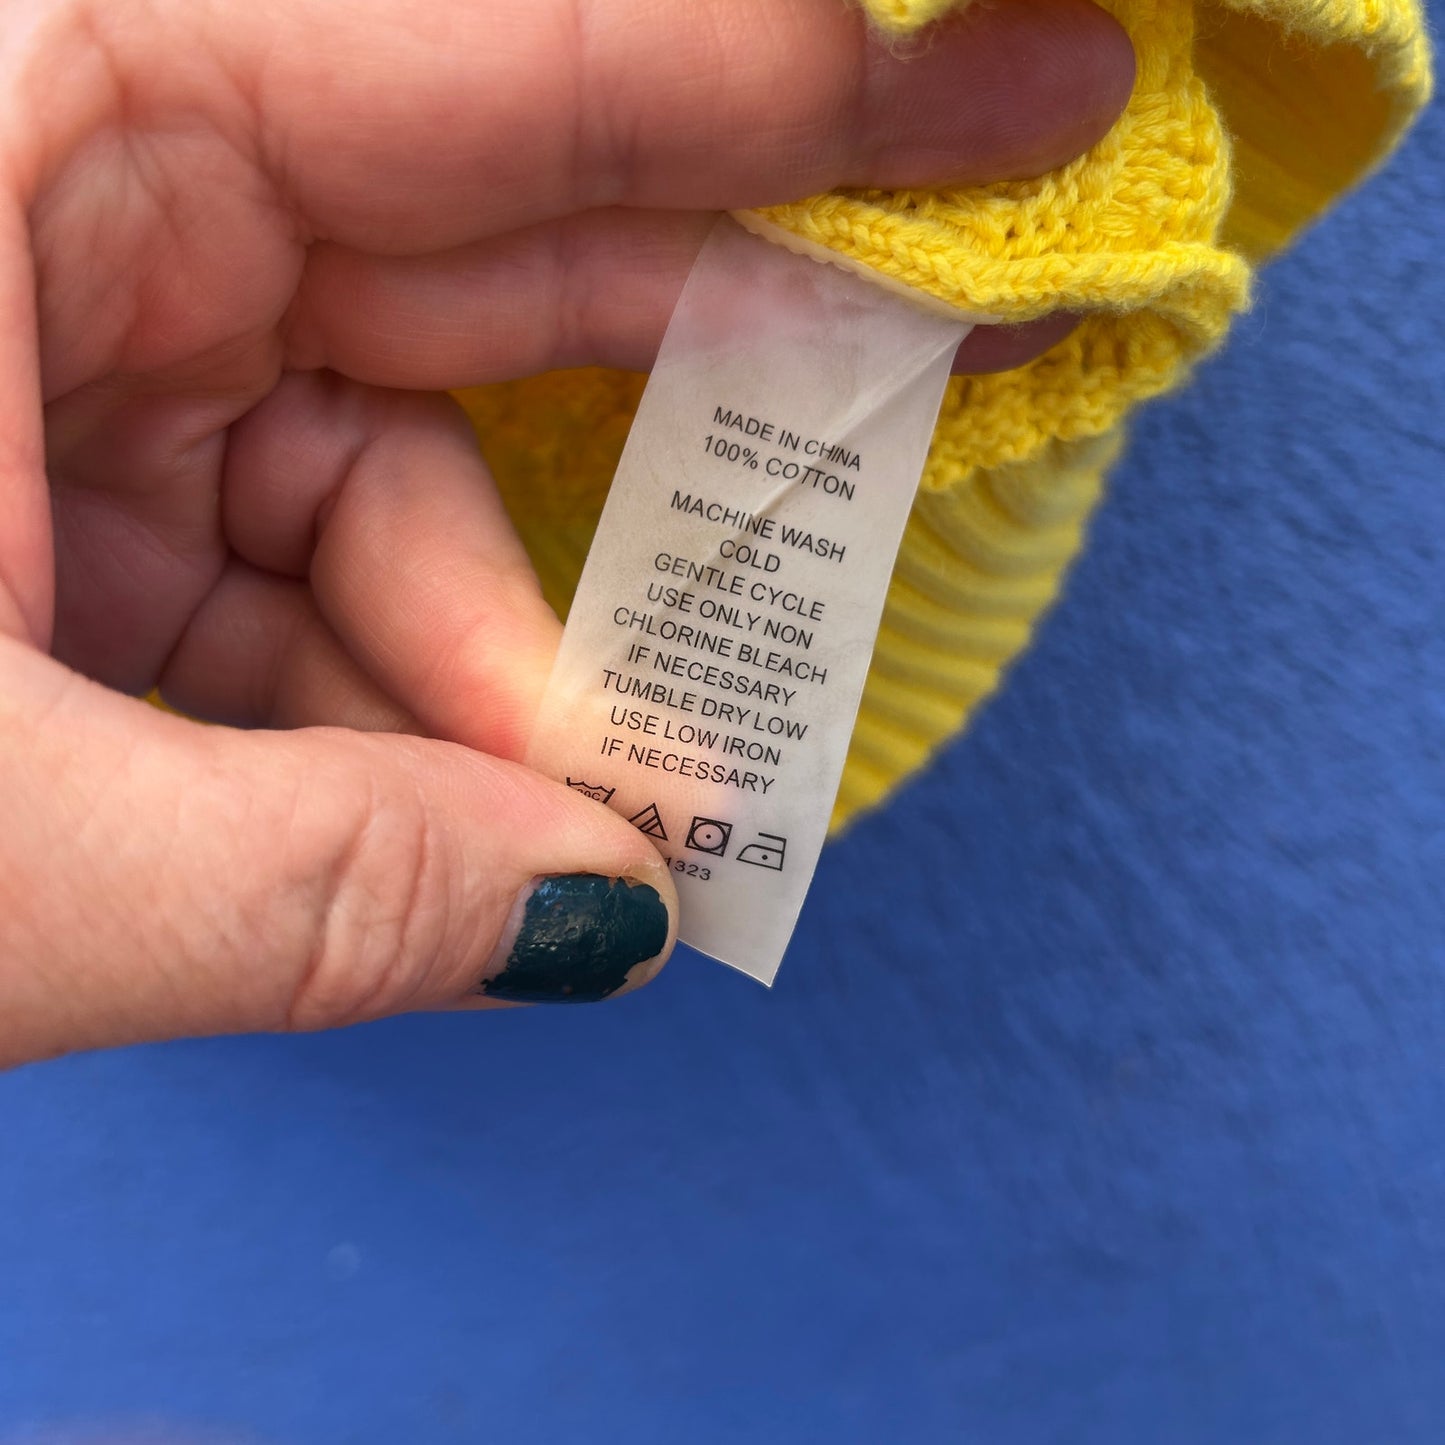 MADE IN CHINA
100% COTTON
MACHINE WASH
COLD
GENTLE CYCLE
USE ONLY NON
CHLORINE BLEACH
IF NECESSARY
TUMBLE DRY LOW
USE LOW IRON
IF NECESSARY
1323